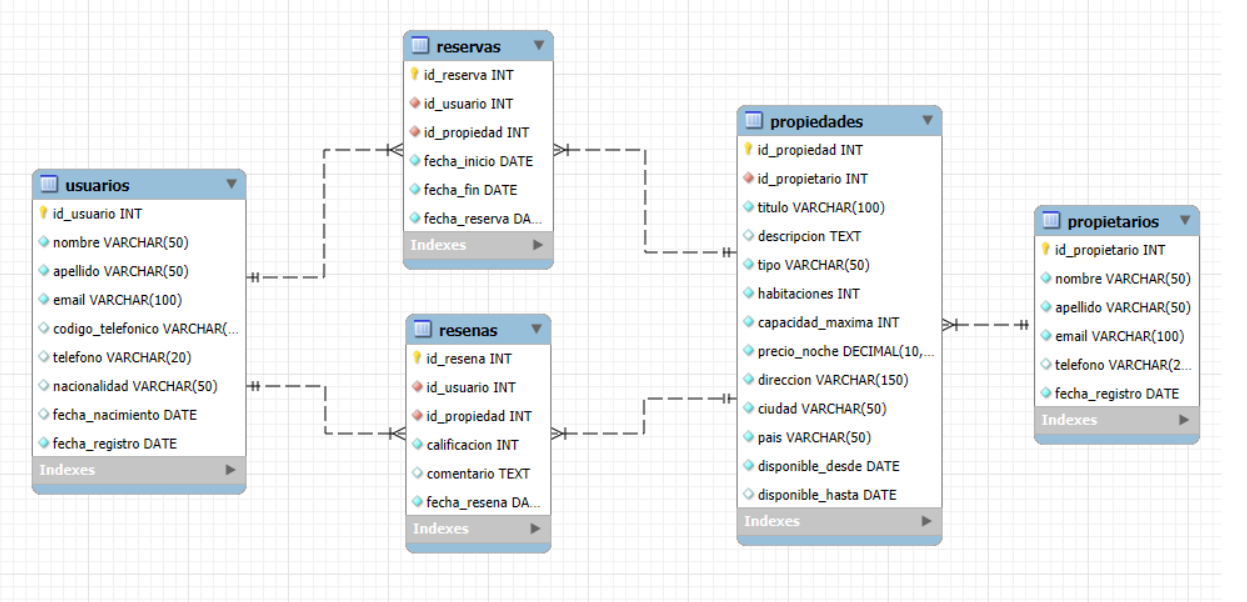 usuarios
id_usuario INT
nombre VARCHAR(50)
apellido VARCHAR(50)
email VARCHAR(100)
codigo_telefonico VARCHAR(...
telefono VARCHAR(20)
nacionalidad VARCHAR(50)
fecha_nacimiento DATE
fecha_registro DATE
Indexes
reservas
id_reserva INT
id_usuario INT
id_propiedad INT
fecha_inicio DATE
fecha_fin DATE
fecha_reserva DA...
Indexes
resenas
id_resena INT
id_usuario INT
id_propiedad INT
calificacion INT
comentario TEXT
fecha_resena DA...
Indexes
propiedades
id_propiedad INT
id_propietario INT
titulo VARCHAR(100)
descripcion TEXT
tipo VARCHAR(50)
habitaciones INT
capacidad_maxima INT
precio_noche DECIMAL(10,...
direccion VARCHAR(150)
ciudad VARCHAR(50)
pais VARCHAR(50)
disponible_desde DATE
disponible_hasta DATE
Indexes
propietarios
id_propietario INT
nombre VARCHAR(50)
apellido VARCHAR(50)
email VARCHAR(100)
telefono VARCHAR(2...
fecha_registro DATE
Indexes